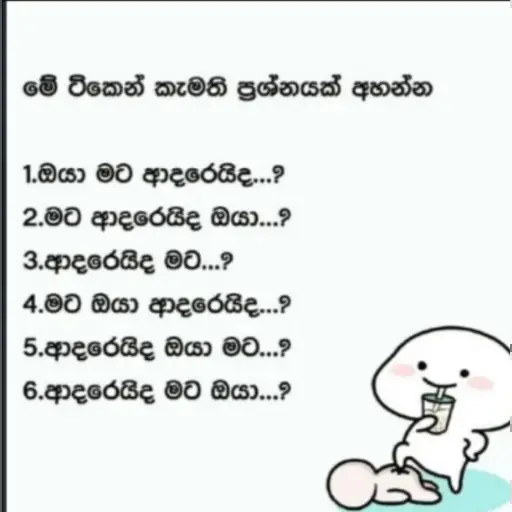 මේ ටිකෙන් කැමති ප්‍රශ්නයක් අහන්න
1.ඔයා මට ආදරෙයිද...?
2.මට ආදරෙයිද ඔයා...?
3.ආදරෙයිද මට...?
4.මට ඔයා ආදරෙයිද...?
5.ආදරෙයිද ඔයා මට...?
6.ආදරෙයිද මට ඔයා...?